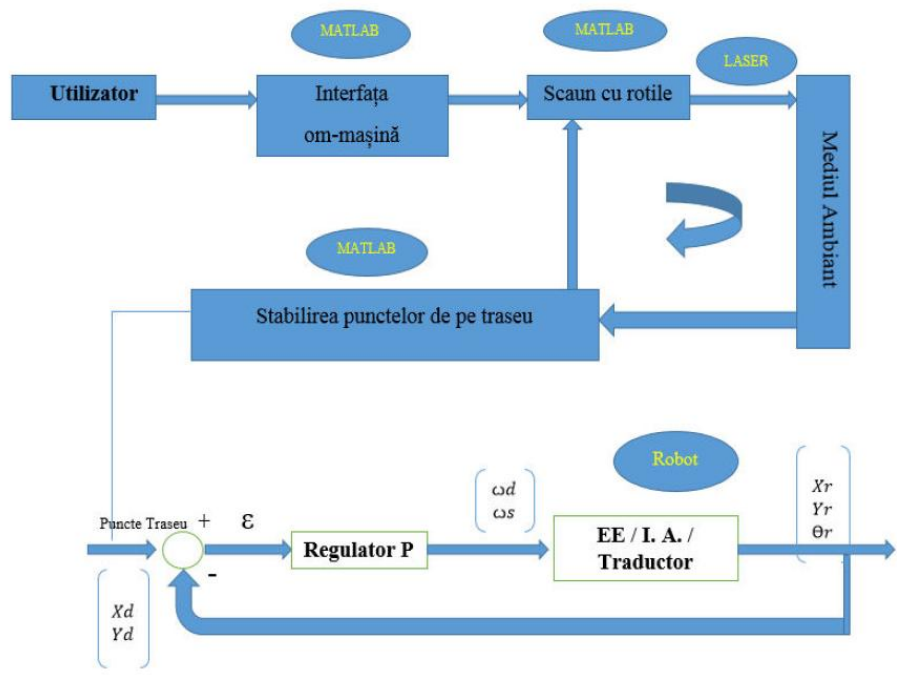 MATLAB
MATLAB
LASER
Utilizator
Interfața
om-mașină
Scaun cu rotile
Mediul Ambiant
MATLAB
Stabilirea punctelor de pe traseu
Robot
ωd
ωs
Xr
Yr
Θr
Puncte Traseu
+
ε
Regulator P
EE / I. A. /
Traductor
-
Xd
Yd